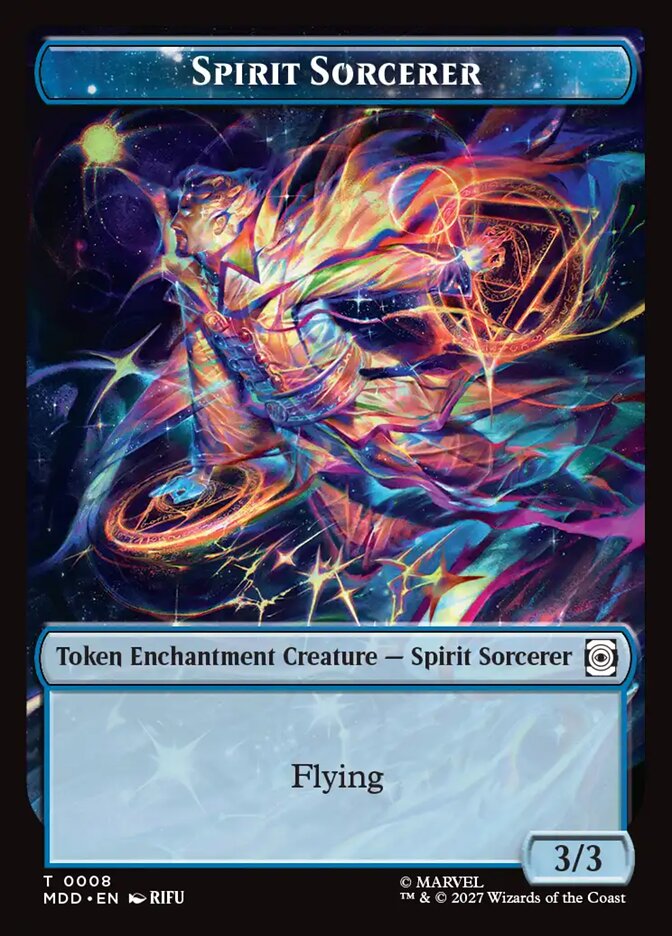 Spirit Sorcerer
Token Enchantment Creature — Spirit Sorcerer
Flying
3/3
T 0008
MDD • EN RIFU
© MARVEL
™ & © 2027 Wizards of the Coast